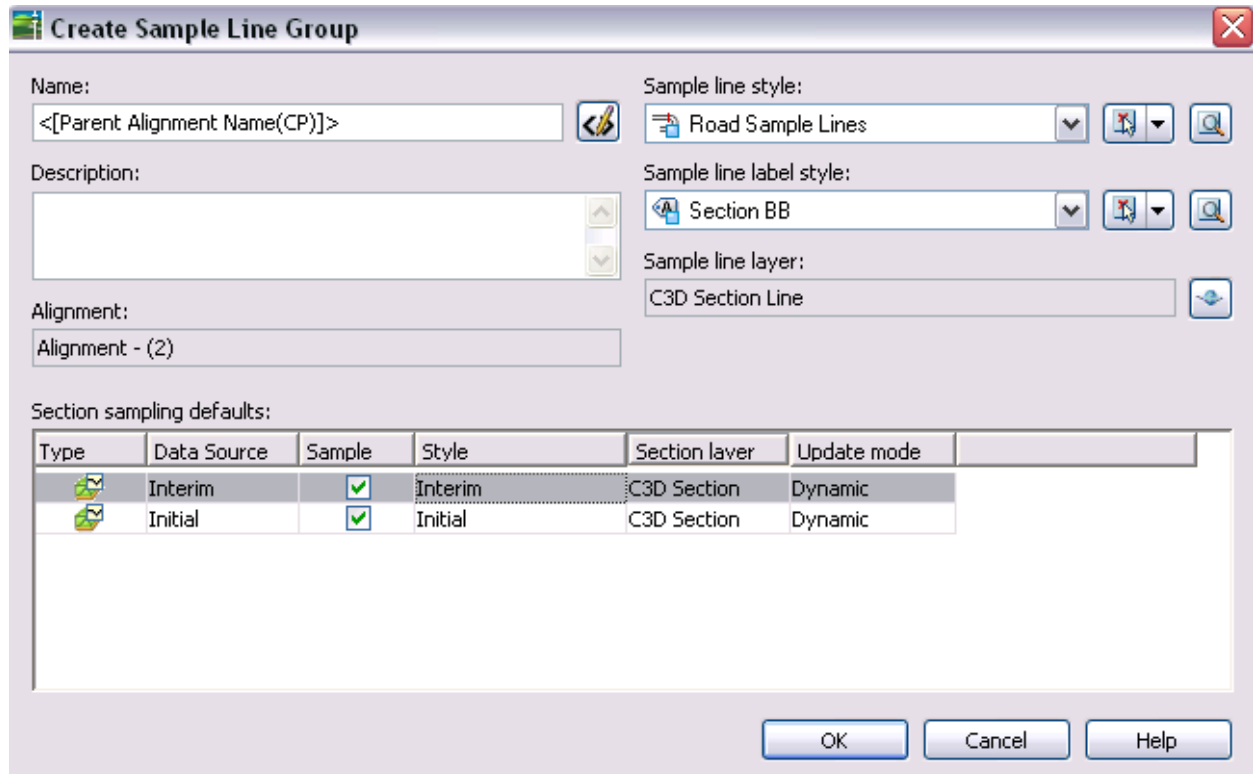 Create Sample Line Group
Name:
<[Parent Alignment Name(CP)]>
Description:
Alignment:
Alignment - (2)
Sample line style:
Road Sample Lines
Sample line label style:
Section BB
Sample line layer:
C3D Section Line
Section sampling defaults:
Type Data Source Sample Style Section layer Update mode
Interim Interim C3D Section Dynamic
Initial Initial C3D Section Dynamic
OK Cancel Help